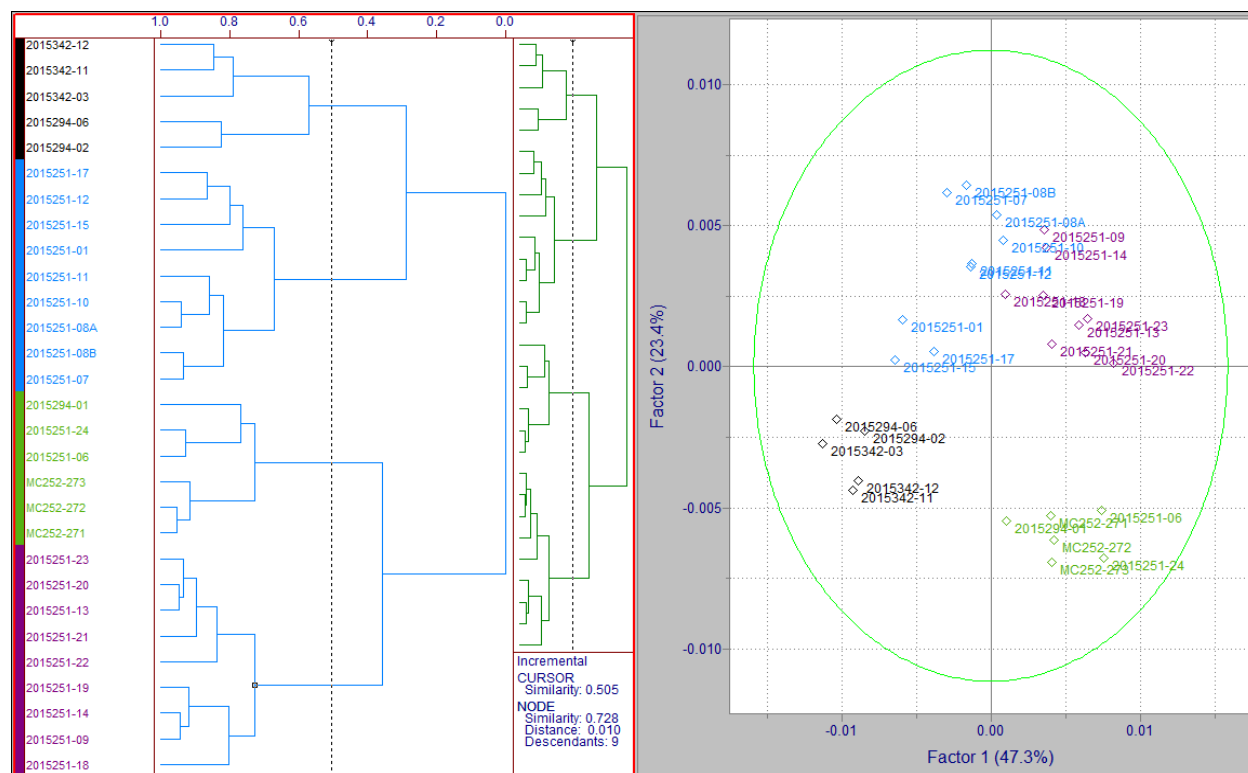 1.0 0.8 0.6 0.4 0.2 0.0
2015342-12
2015342-11
2015342-03
2015294-06
2015294-02
2015251-17
2015251-12
2015251-15
2015251-01
2015251-11
2015251-10
2015251-08A
2015251-08B
2015251-07
2015294-01
2015251-24
2015251-06
MC252-273
MC252-272
MC252-271
2015251-23
2015251-20
2015251-13
2015251-21
2015251-22
2015251-19
2015251-14
2015251-09
2015251-18
Incremental
CURSOR
Similarity: 0.505
NODE
Similarity: 0.728
Distance: 0.010
Descendants: 9
Factor 2 (23.4%)
0.010
0.005
0.000
-0.005
-0.010
2015251-08B
2015251-07
2015251-08A
2015251-09
2015251-10
2015251-14
2015251-11
2015251-12
2015251-18
2015251-19
2015251-01
2015251-23
2015251-13
2015251-21
2015251-17
2015251-20
2015251-15
2015251-22
2015294-06
2015294-02
2015342-03
2015342-12
2015342-11
2015251-06
MC252-271
2015294-01
MC252-272
2015251-24
MC252-273
-0.01 0.00 0.01
Factor 1 (47.3%)